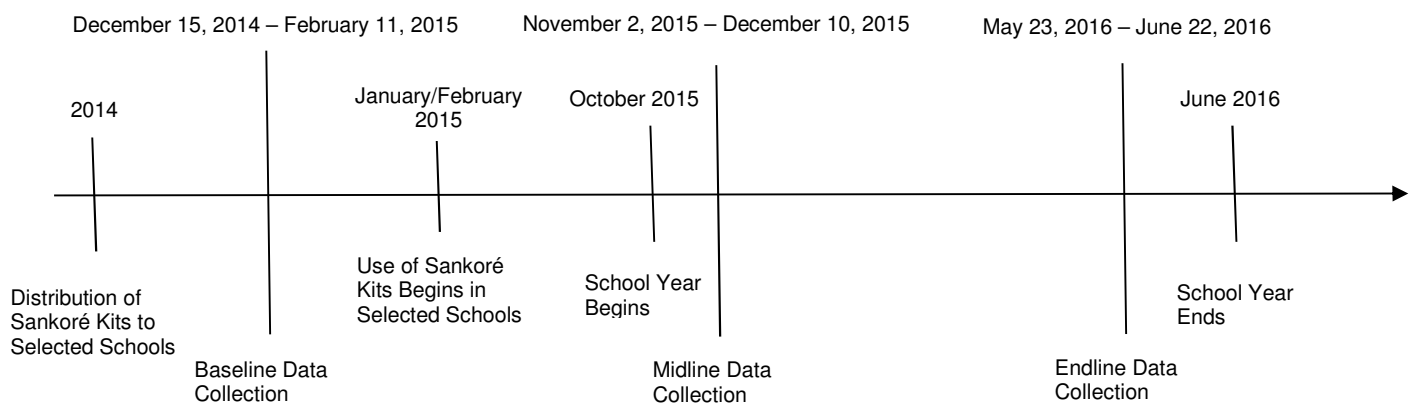 December 15, 2014 – February 11, 2015
November 2, 2015 – December 10, 2015
May 23, 2016 – June 22, 2016
2014
January/February
2015
October 2015
June 2016
Distribution of
Sankoré Kits to
Selected Schools
Baseline Data
Collection
Use of Sankoré
Kits Begins in
Selected Schools
School Year
Begins
Midline Data
Collection
Endline Data
Collection
School Year
Ends